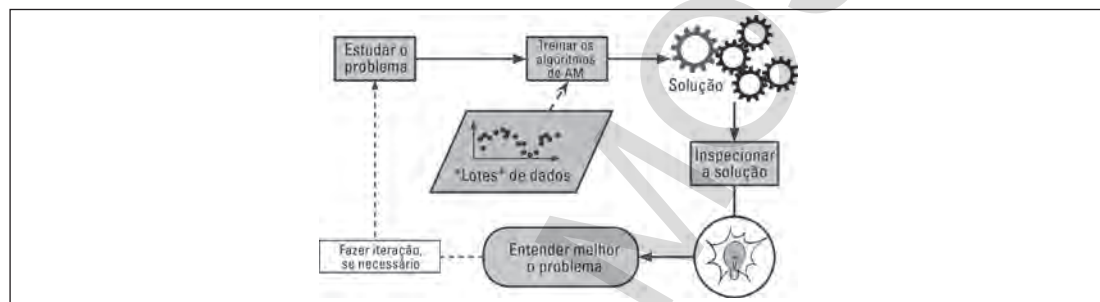 Estudar o
problema
Treinar os
algoritmos
de AM
Solução
"Lotes" de dados
Inspecionar
a solução
Entender melhor
o problema
Fazer iteração,
se necessário